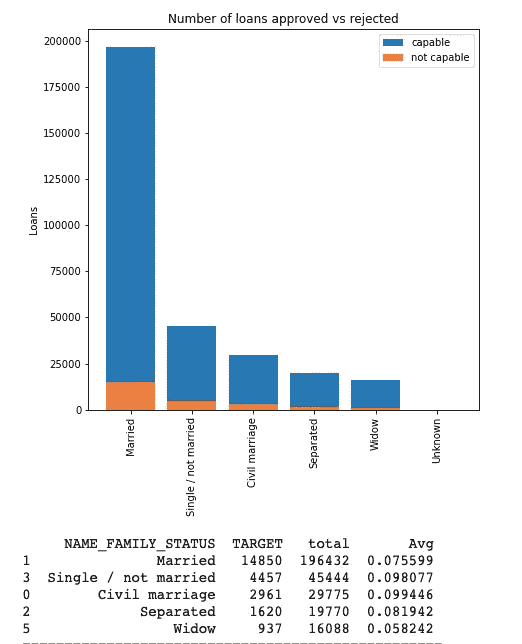 Number of loans approved vs rejected
capable
not capable
200000
175000
150000
125000
100000
75000
50000
25000
0
Loans
Married
Single / not married
Civil marriage
Separated
Widow
Unknown
NAME_FAMILY_STATUS TARGET total Avg
1 Married 14850 196432 0.075599
3 Single / not married 4457 45444 0.098077
0 Civil marriage 2961 29775 0.099446
2 Separated 1620 19770 0.081942
5 Widow 937 16088 0.058242